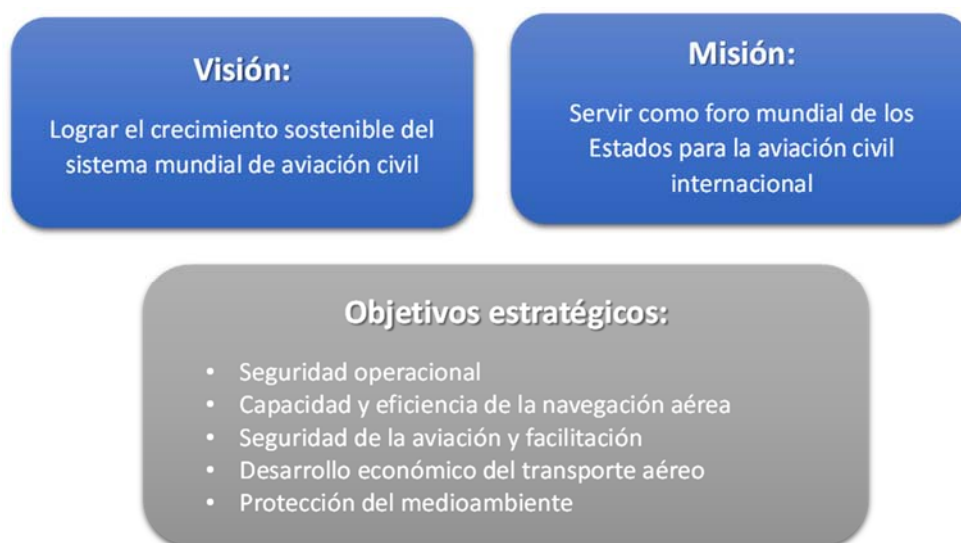 Visión:
Lograr el crecimiento sostenible del
sistema mundial de aviación civil
Misión:
Servir como foro mundial de los
Estados para la aviación civil
internacional
Objetivos estratégicos:
• Seguridad operacional
• Capacidad y eficiencia de la navegación aérea
• Seguridad de la aviación y facilitación
• Desarrollo económico del transporte aéreo
• Protección del medioambiente